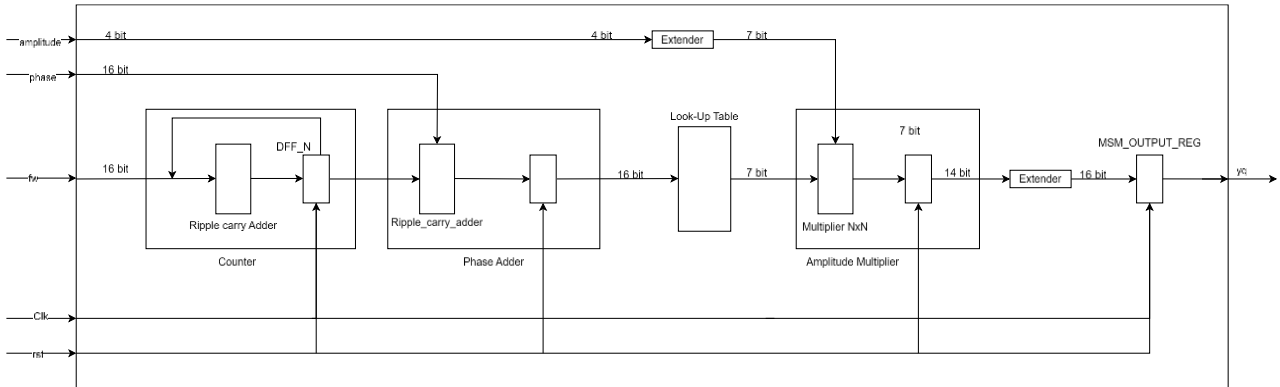 amplitude
4 bit
4 bit
Extender
7 bit
phase
16 bit
Look-Up Table
7 bit
MSM_OUTPUT_REG
DFF_N
fw
16 bit
16 bit
7 bit
14 bit
Extender
16 bit
yq
Ripple carry Adder
Ripple_carry_adder
Multiplier NxN
Counter
Phase Adder
Amplitude Multiplier
Clk
rst